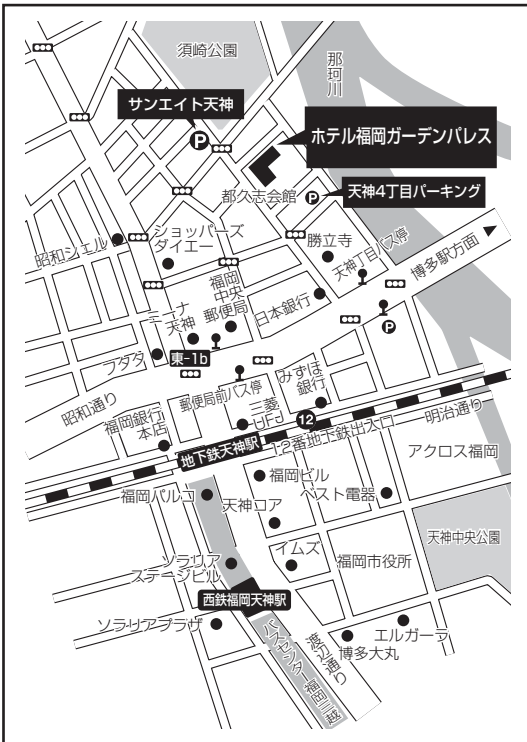 須崎公園
那珂川
サンエイト天神
P
ホテル福岡ガーデンパレス
都久志会館
P
天神4丁目パーキング
昭和シェル
ショッパーズ
ダイエー
勝立寺
天神丁目バス停
博多駅方面
福岡
中央
郵便局
日本銀行
ミーナ
天神
P
フタタ
東-1b
昭和通り
郵便局前バス停
みずほ
銀行
福岡銀行
本店
三菱
UFJ
12
明治通り
地下鉄天神駅
12番地下鉄出入口
アクロス福岡
福岡パルコ
福岡ビル
天神コア
ベスト電器
天神中央公園
ソラリア
ステージビル
イムズ
福岡市役所
西鉄福岡天神駅
ソラリアプラザ
バスセンター
福岡三越
渡辺通り
博多大丸
エルガーラ